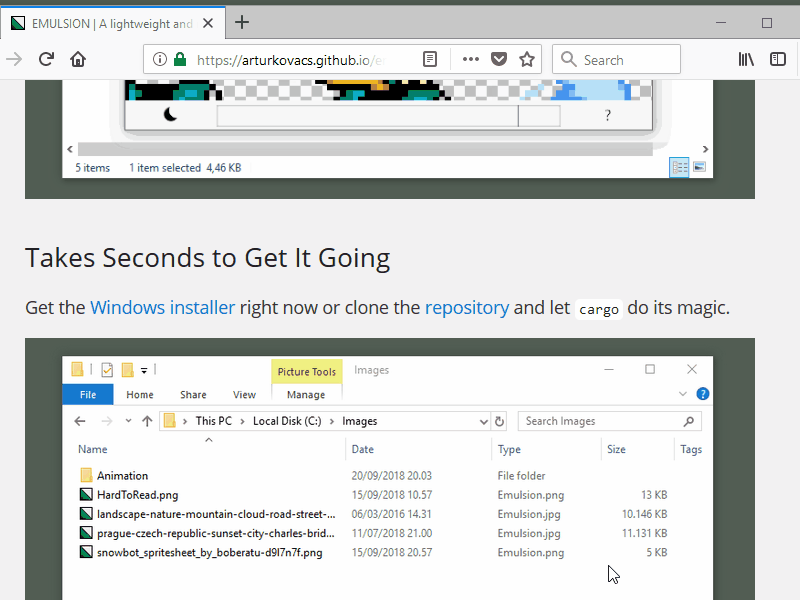 EMULSION | A lightweight and
https://arturkovacs.github.io/e
Search
?
5 items 1 item selected 4,46 KB
Takes Seconds to Get It Going
Get the Windows installer right now or clone the repository and let cargo do its magic.
Picture Tools Images
File Home Share View Manage
?
This PC Local Disk (C:) Images Search Images
Name Date Type Size Tags
Animation 20/09/2018 20.03 File folder
HardToRead.png 15/09/2018 10.57 Emulsion.png 13 KB
landscape-nature-mountain-cloud-road-street-... 06/03/2016 14.31 Emulsion.jpg 10.146 KB
prague-czech-republic-sunset-city-charles-brid... 11/07/2018 21.00 Emulsion.jpg 11.131 KB
snowbot_spritesheet_by_boberatu-d9l7n7f.png 15/09/2018 20.57 Emulsion.png 5 KB